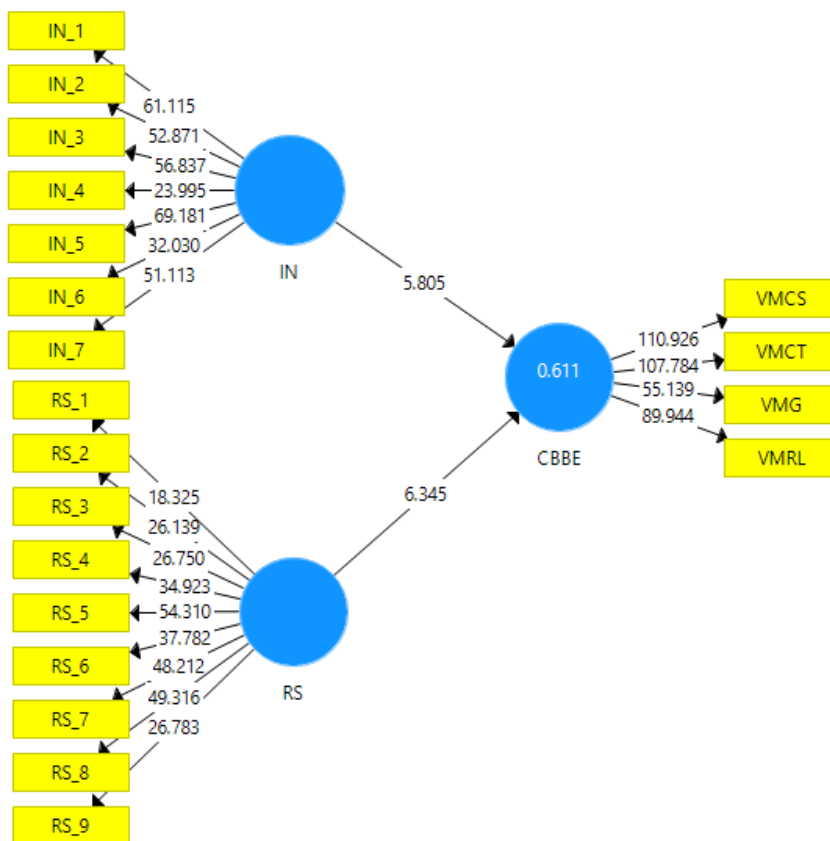 IN_1
IN_2
IN_3
IN_4
IN_5
IN_6
IN_7
61.115
52.871
56.837
23.995
69.181
32.030
51.113
IN
5.805
RS_1
RS_2
RS_3
RS_4
RS_5
RS_6
RS_7
RS_8
RS_9
18.325
26.139
26.750
34.923
54.310
37.782
48.212
49.316
26.783
RS
6.345
0.611
CBBE
110.926
107.784
55.139
89.944
VMCS
VMCT
VMG
VMRL